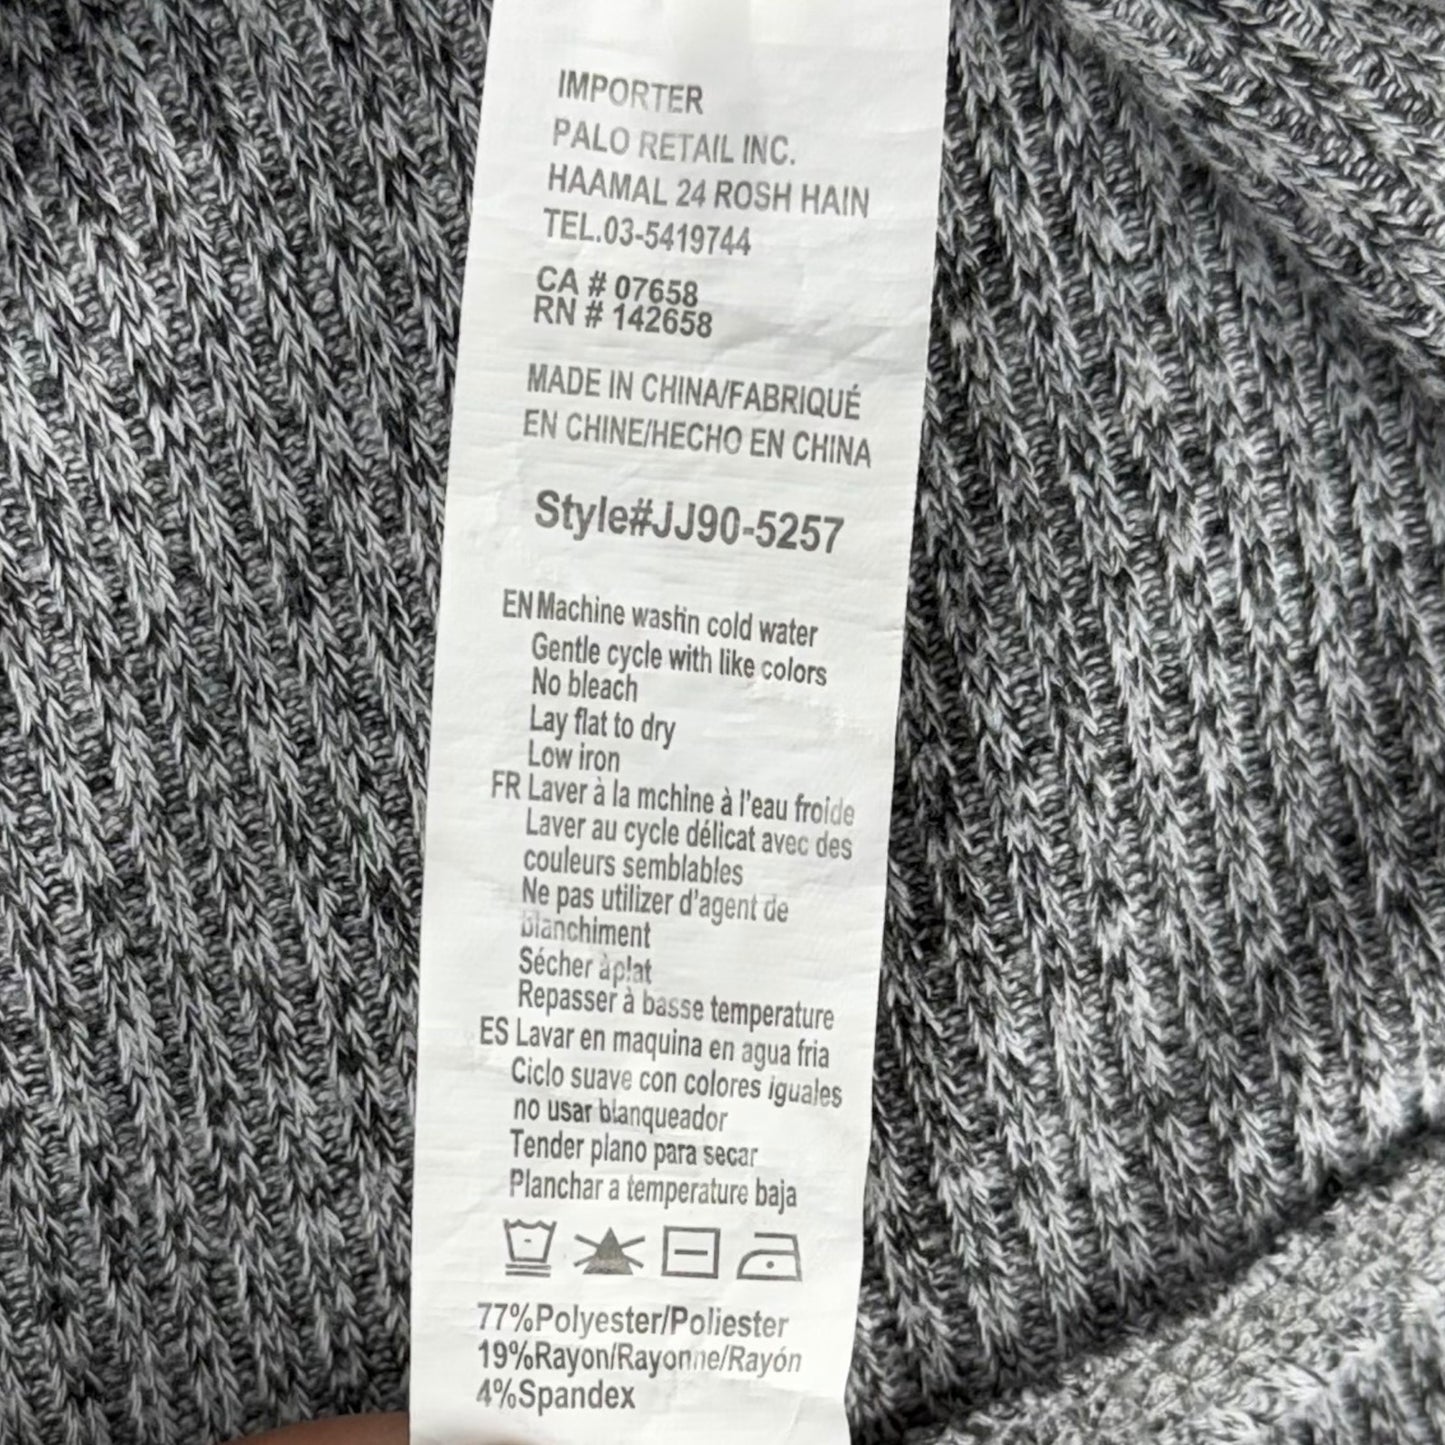 IMPORTER
PALO RETAIL INC.
HAAMAL 24 ROSH HAIN
TEL.03-5419744
CA # 07658
RN # 142658
MADE IN CHINA/FABRIQUÉ
EN CHINE/HECHO EN CHINA
Style#JJ90-5257
EN Machine washin cold water
Gentle cycle with like colors
No bleach
Lay flat to dry
Low iron
FR Laver à la mchine à l'eau froide
Laver au cycle délicat avec des
couleurs semblables
Ne pas utilizer d'agent de
blanchiment
Sécher àplat
Repasser à basse temperature
ES Lavar en maquina en agua fria
Ciclo suave con colores iguales
no usar blanqueador
Tender plano para secar
Planchar a temperature baja
77%Polyester/Poliester
19%Rayon/Rayonne/Rayón
4%Spandex